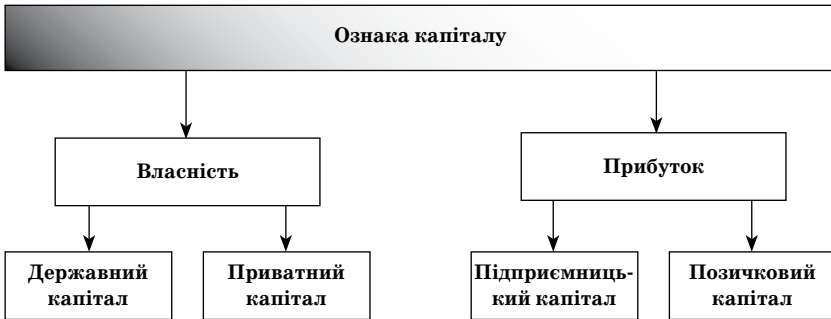 Ознака капіталу
Власність
Прибуток
Державний
капітал
Приватний
капітал
Підприємниць-
кий капітал
Позичковий
капітал